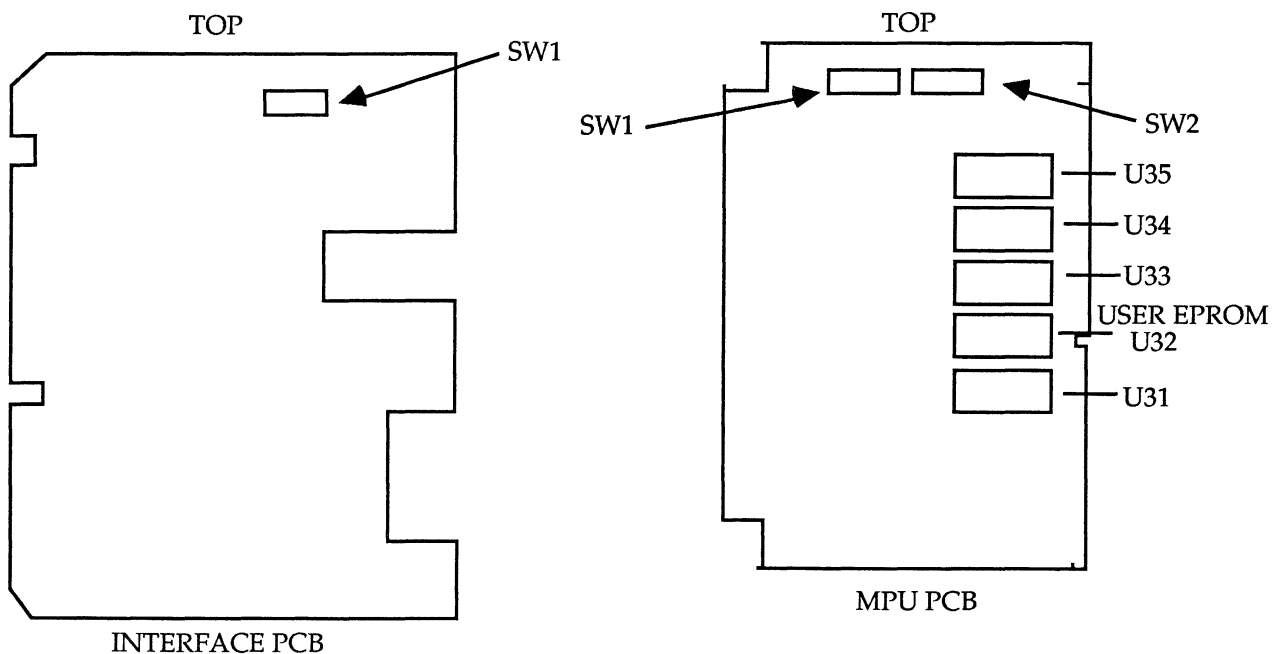 TOP
SW1
INTERFACE PCB
TOP
SW1
SW2
U35
U34
U33
USER EPROM
U32
U31
MPU PCB